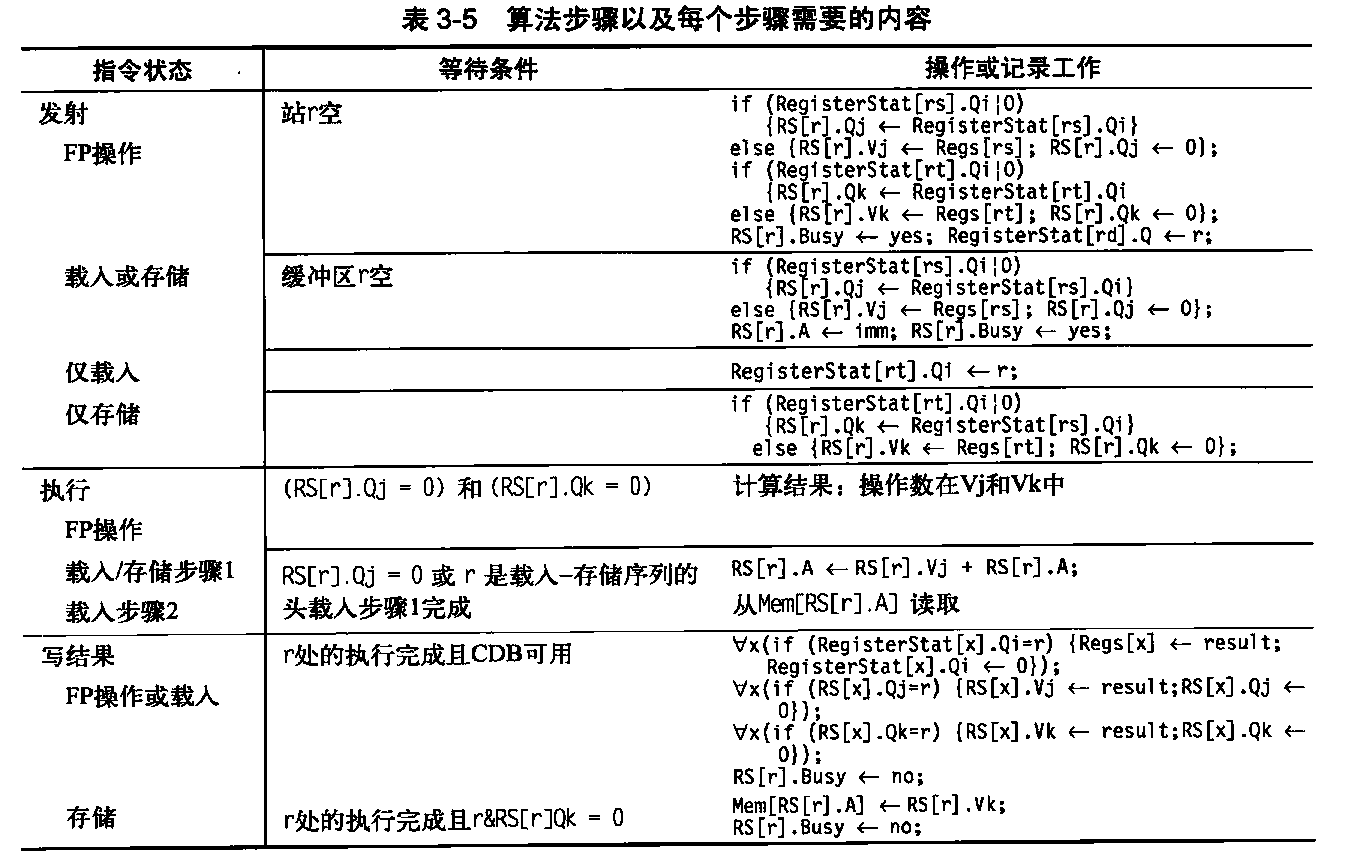 表 3-5 算法步骤以及每个步骤需要的内容
指令状态 等待条件 操作或记录工作
发射 站r空 if (RegisterStat[rs].Qi¦0)
FP操作 {RS[r].Qj ← RegisterStat[rs].Qi}
else {RS[r].Vj ← Regs[rs]; RS[r].Qj ← 0};
if (RegisterStat[rt].Qi¦0)
{RS[r].Qk ← RegisterStat[rt].Qi
else {RS[r].Vk ← Regs[rt]; RS[r].Qk ← 0};
RS[r].Busy ← yes; RegisterStat[rd].Q ← r;
载入或存储 缓冲区r空 if (RegisterStat[rs].Qi¦0)
{RS[r].Qj ← RegisterStat[rs].Qi}
else {RS[r].Vj ← Regs[rs]; RS[r].Qj ← 0};
RS[r].A ← imm; RS[r].Busy ← yes;
仅载入 RegisterStat[rt].Qi ← r;
仅存储 if (RegisterStat[rt].Qi¦0)
{RS[r].Qk ← RegisterStat[rs].Qi}
else {RS[r].Vk ← Regs[rt]; RS[r].Qk ← 0};
执行 (RS[r].Qj = 0) 和 (RS[r].Qk = 0) 计算结果：操作数在Vj和Vk中
FP操作
载入/存储步骤1 RS[r].Qj = 0 或 r 是载入-存储序列的 RS[r].A ← RS[r].Vj + RS[r].A;
载入步骤2 头载入步骤1完成 从Mem[RS[r].A] 读取
写结果 r处的执行完成且CDB可用 ∀x(if (RegisterStat[x].Qi=r) {Regs[x] ← result;
RegisterStat[x].Qi ← 0});
FP操作或载入 ∀x(if (RS[x].Qj=r) {RS[x].Vj ← result;RS[x].Qj ←
0});
∀x(if (RS[x].Qk=r) {RS[x].Vk ← result;RS[x].Qk ←
0});
RS[r].Busy ← no;
存储 r处的执行完成且r&RS[r]Qk = 0 Mem[RS[r].A] ← RS[r].Vk;
RS[r].Busy ← no;